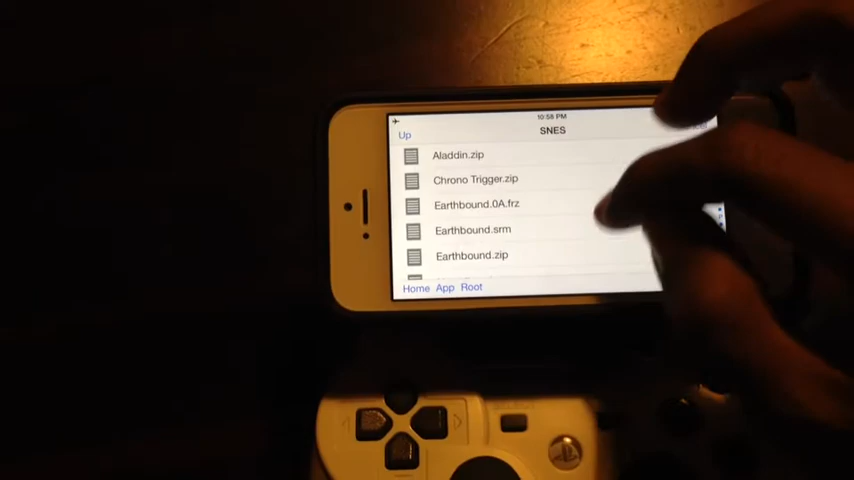 10:58 PM
Up
SNES
Aladdin.zip
Chrono Trigger.zip
Earthbound.0A.frz
Earthbound.srm
Earthbound.zip
Home App Root